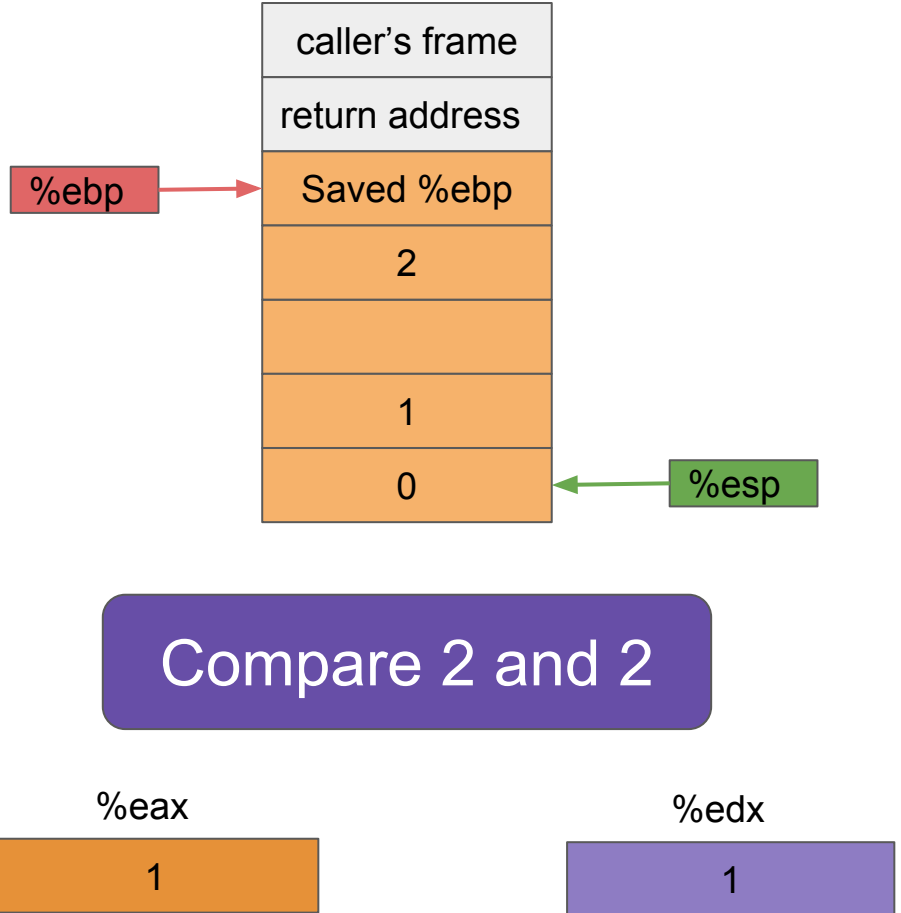 caller’s frame
return address
%ebp
Saved %ebp
2
1
0
%esp
Compare 2 and 2
%eax
%edx
1
1